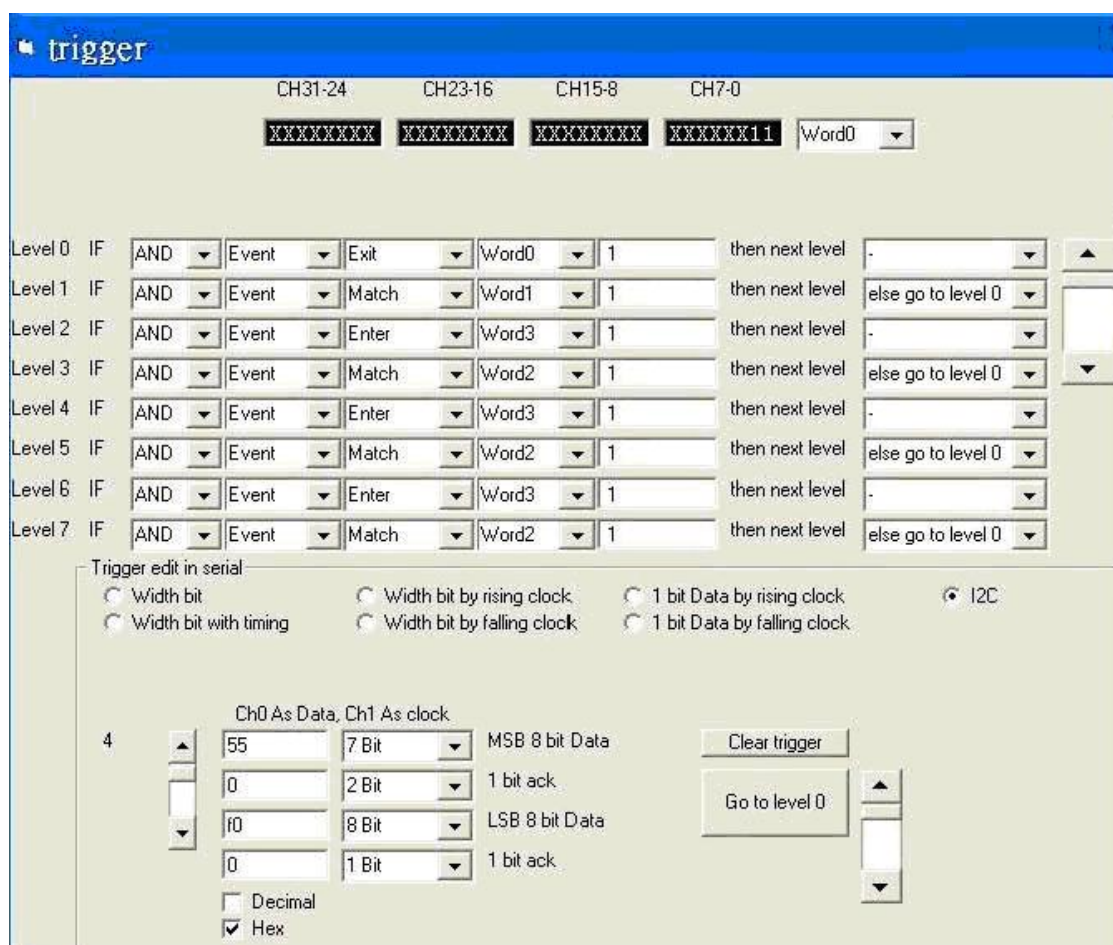 trigger
CH31-24 CH23-16 CH15-8 CH7-0
XXXXXXXX XXXXXXXX XXXXXXXX XXXXXX11 Word0
Level 0 IF AND Event Exit Word0 1 then next level -
Level 1 IF AND Event Match Word1 1 then next level else go to level 0
Level 2 IF AND Event Enter Word3 1 then next level -
Level 3 IF AND Event Match Word2 1 then next level else go to level 0
Level 4 IF AND Event Enter Word3 1 then next level -
Level 5 IF AND Event Match Word2 1 then next level else go to level 0
Level 6 IF AND Event Enter Word3 1 then next level -
Level 7 IF AND Event Match Word2 1 then next level else go to level 0
Trigger edit in serial
Width bit Width bit by rising clock 1 bit Data by rising clock I2C
Width bit with timing Width bit by falling clock 1 bit Data by falling clock
Ch0 As Data, Ch1 As clock
4 55 7 Bit MSB 8 bit Data Clear trigger
0 2 Bit 1 bit ack Go to level 0
f0 8 Bit LSB 8 bit Data
0 1 Bit 1 bit ack
Decimal
Hex